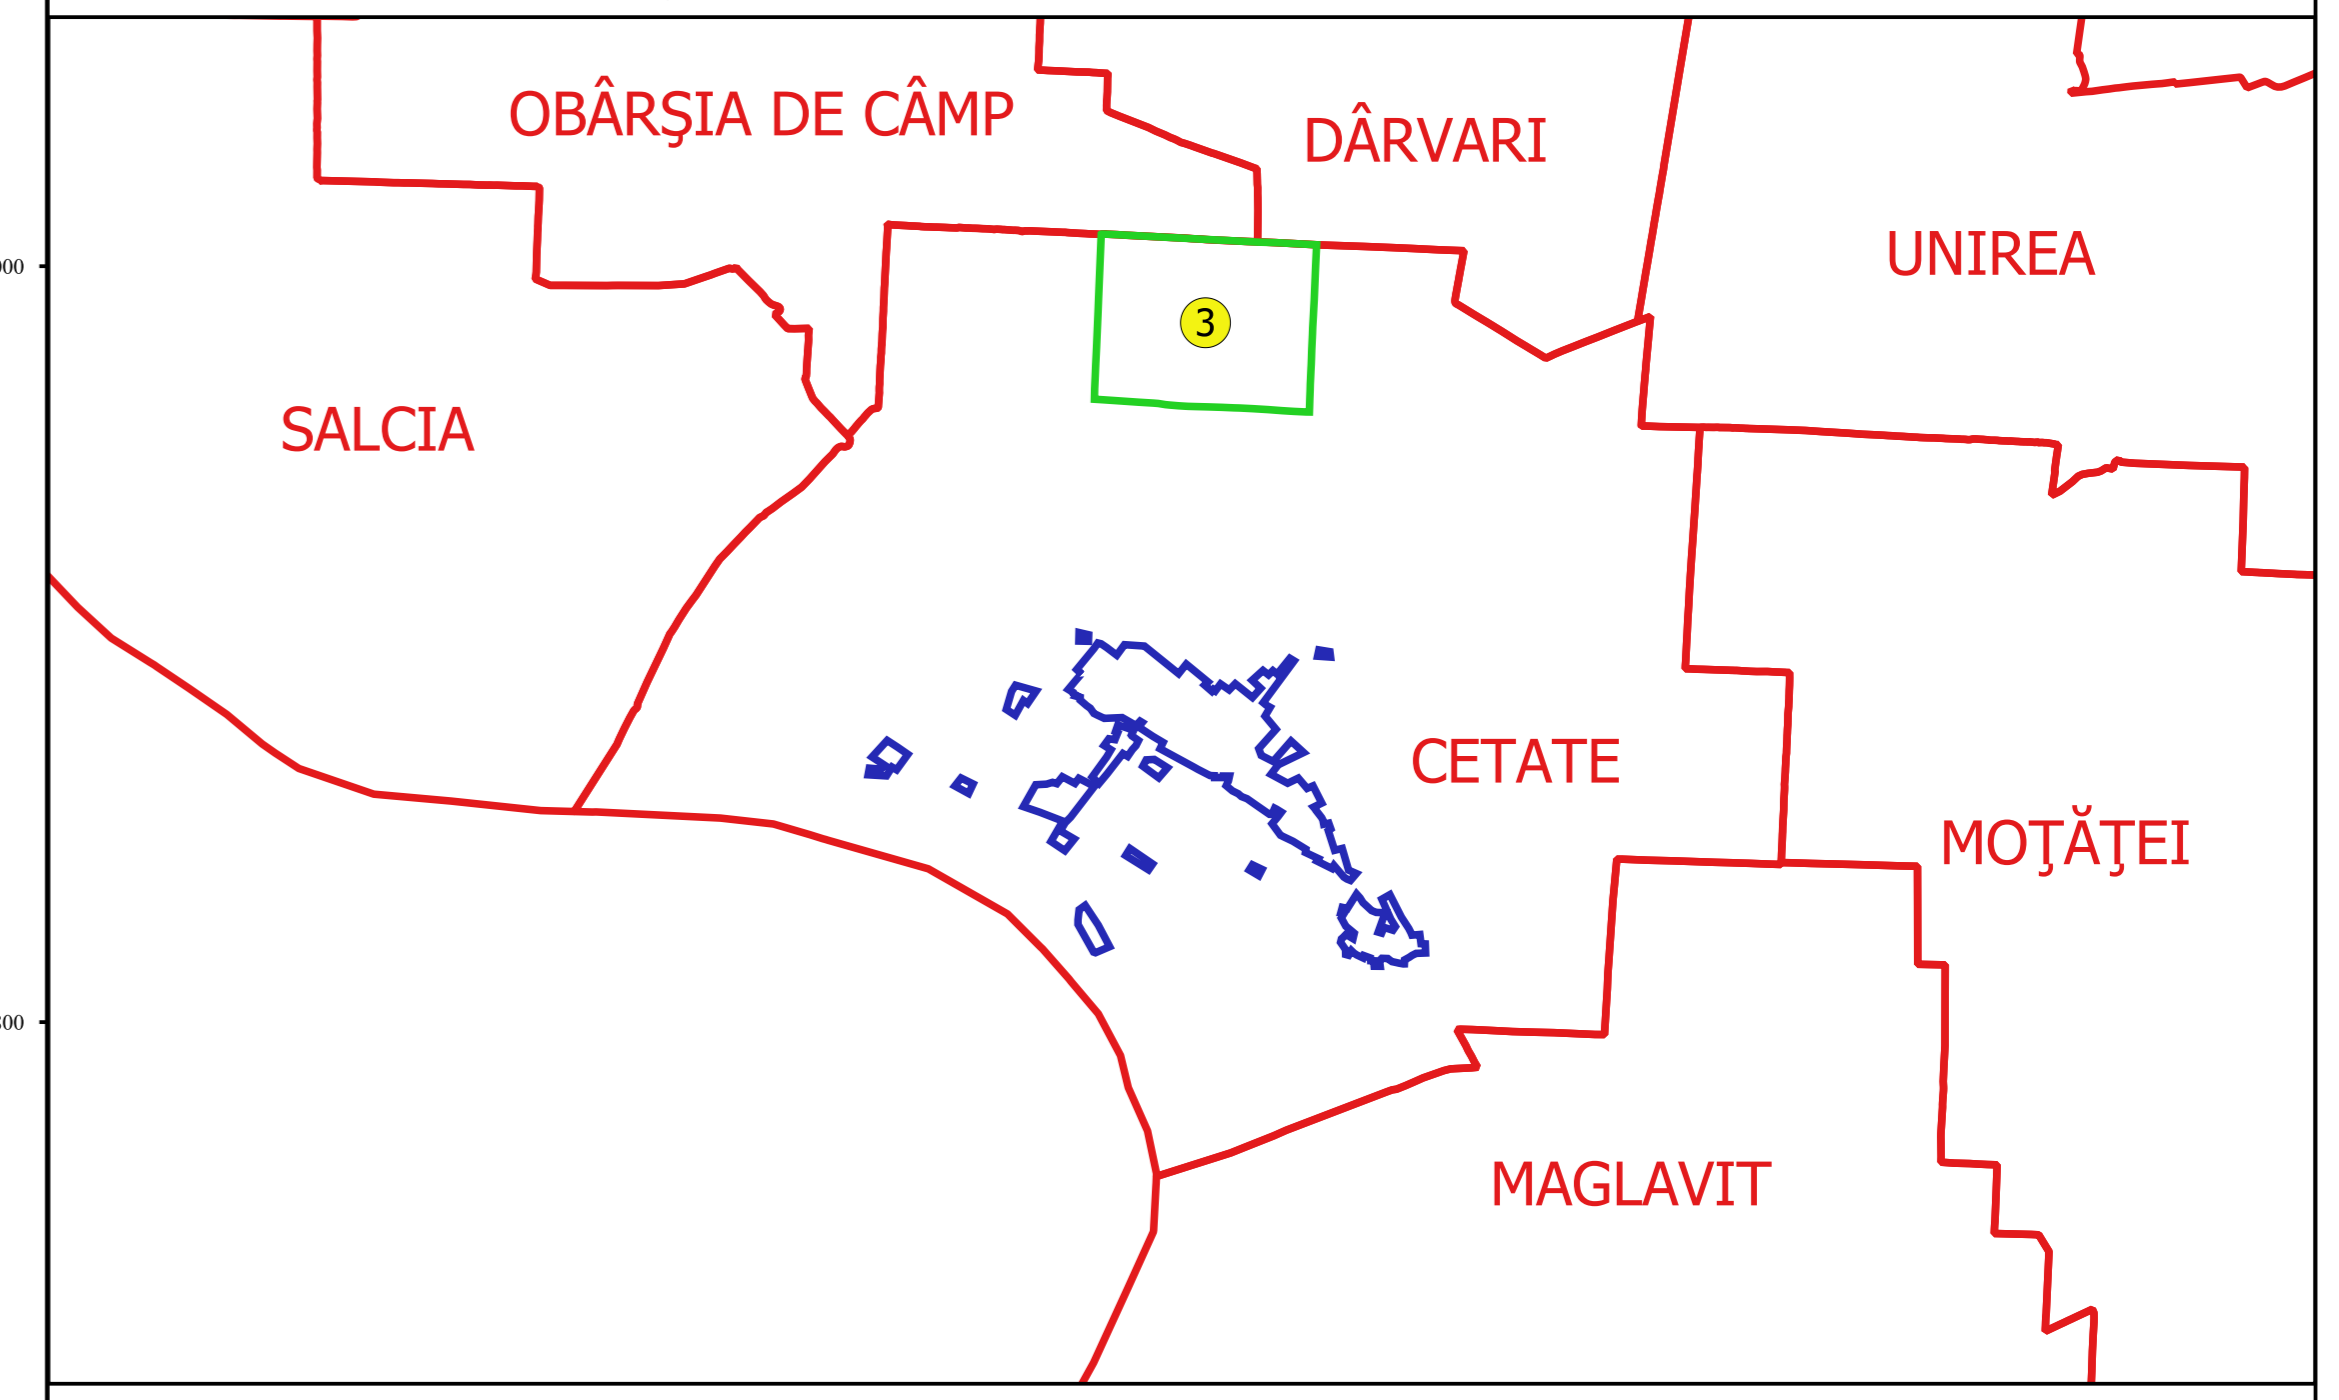 OBÂRŞIA DE CÂMP
DÂRVARI
UNIREA
3
SALCIA
CETATE
MOŢĂŢEI
MAGLAVIT